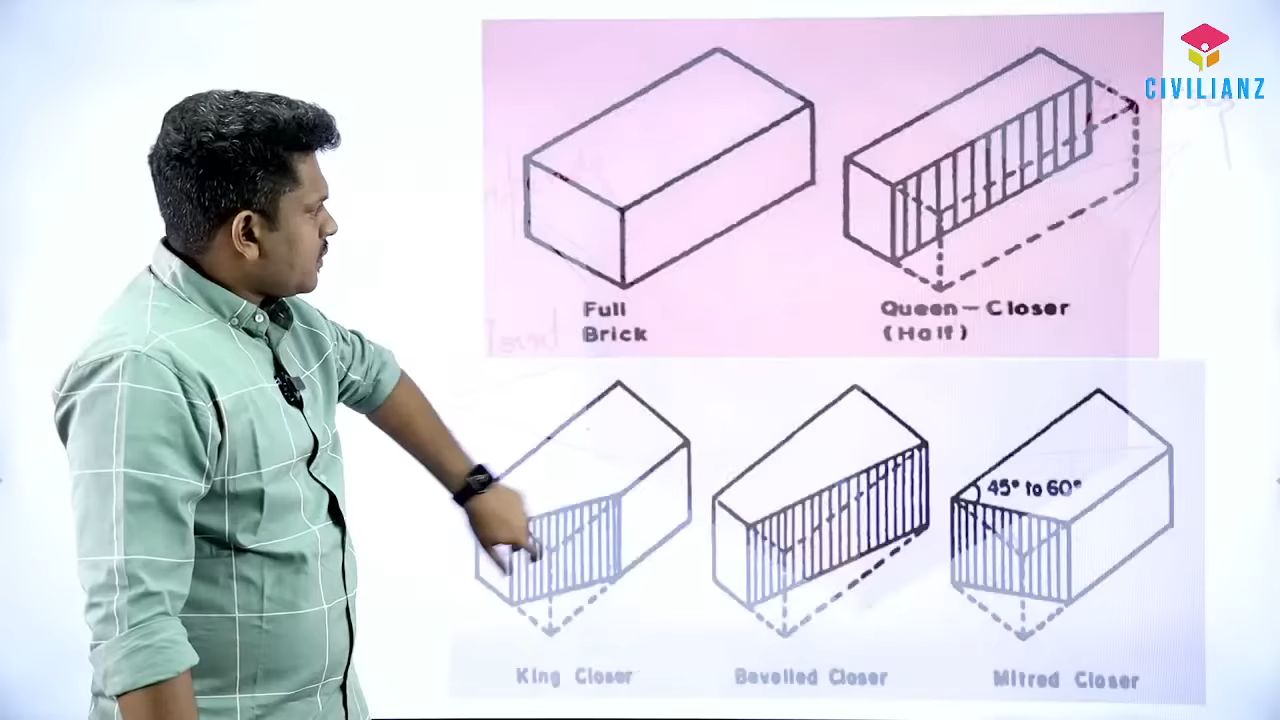 CIVILIANZ
Full
Brick
Queen-Closer
(Half)
45° to 60°
King Closer
Bevelled Closer
Mitred Closer